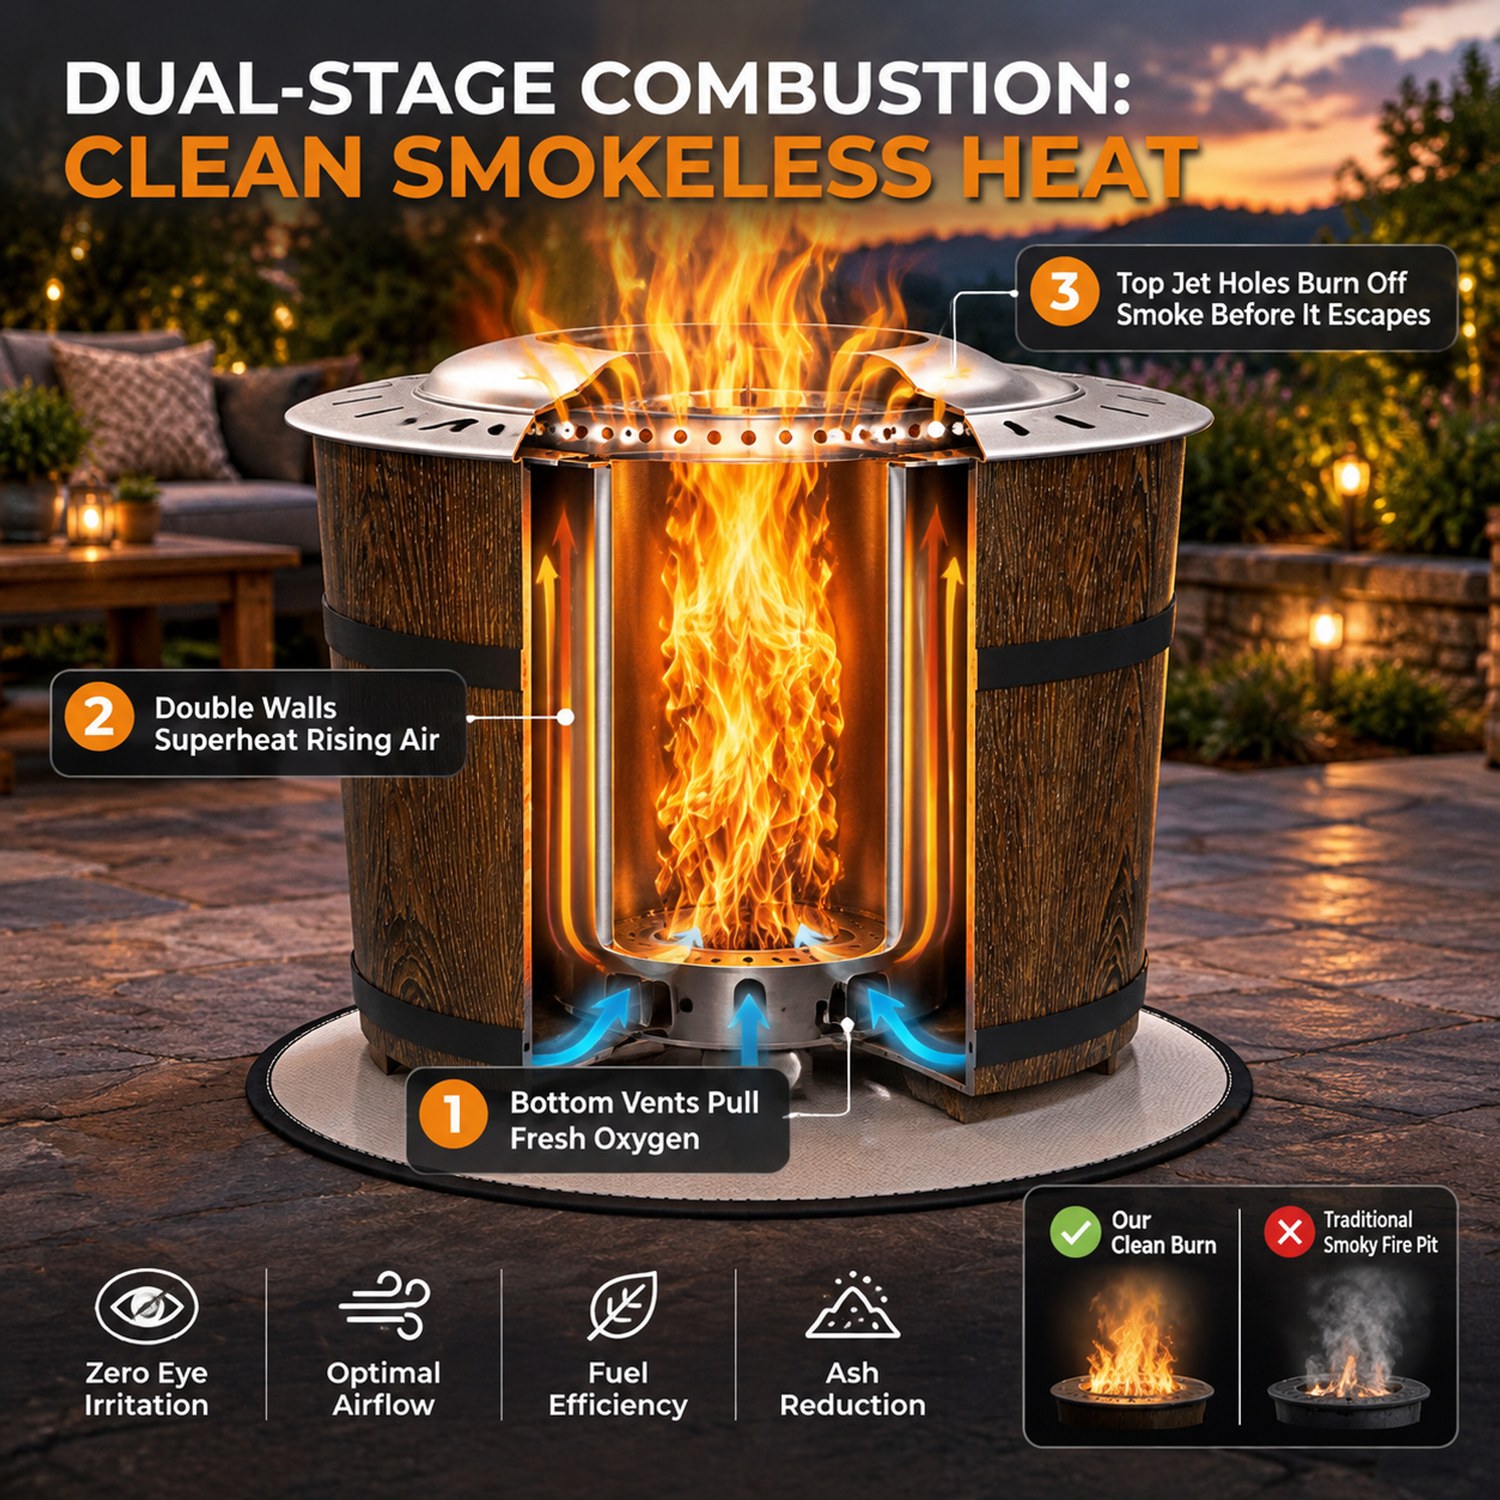 DUAL-STAGE COMBUSTION:
CLEAN SMOKELESS HEAT
3
Top Jet Holes Burn Off
Smoke Before It Escapes
2
Double Walls
Superheat Rising Air
1
Bottom Vents Pull
Fresh Oxygen
Our
Clean Burn
Traditional
Smoky Fire Pit
Zero Eye
Irritation
Optimal
Airflow
Fuel
Efficiency
Ash
Reduction